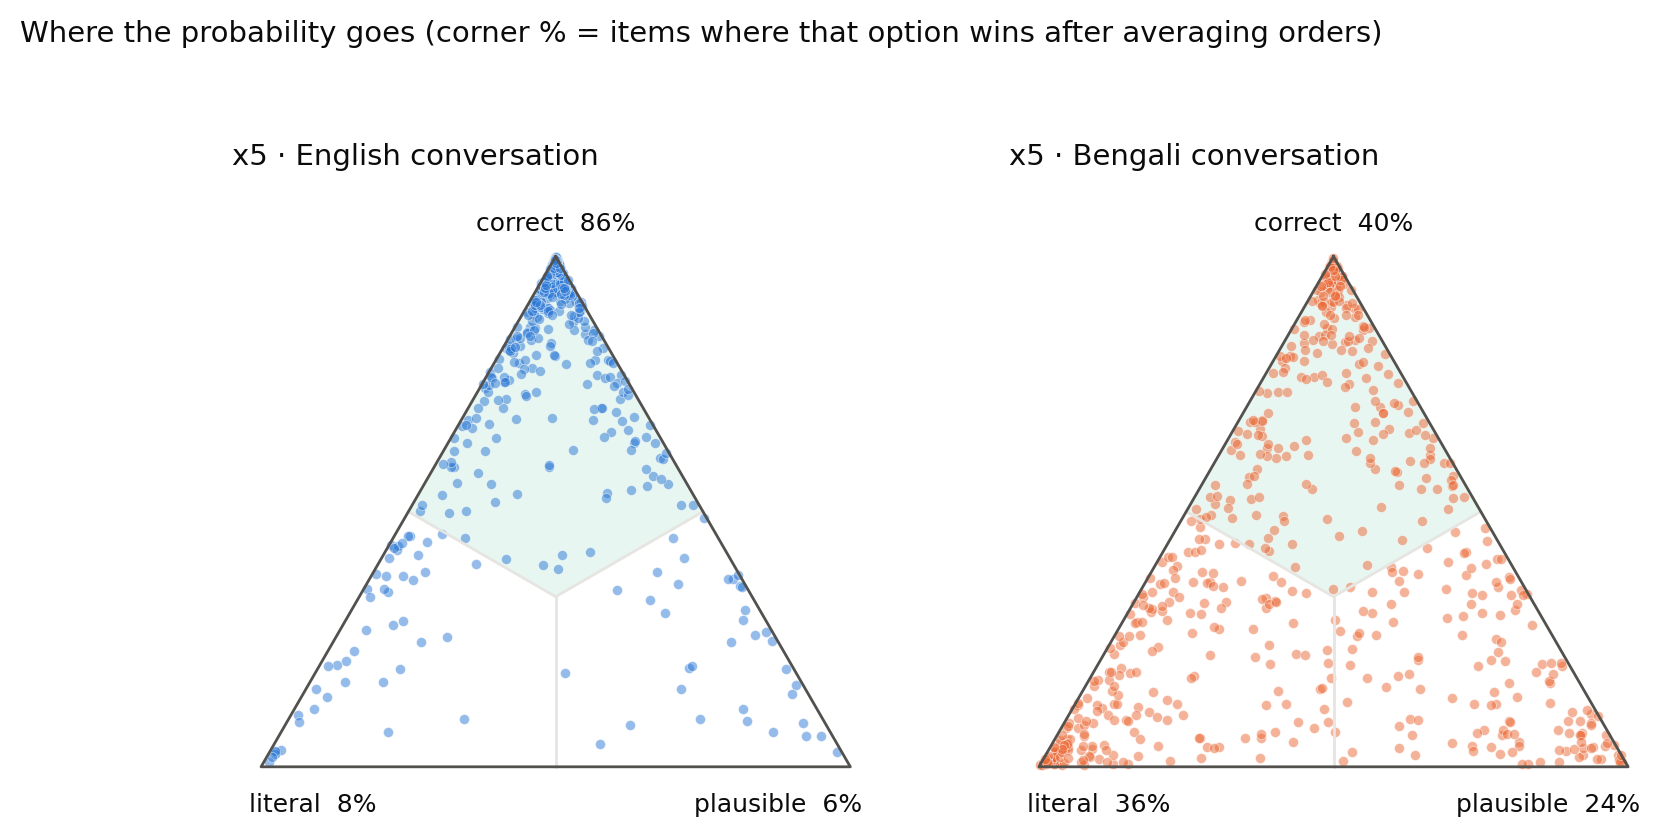 Where the probability goes (corner % = items where that option wins after averaging orders)
x5 · English conversation
x5 · Bengali conversation
correct  86%
correct  40%
literal  8%
plausible  6%
literal  36%
plausible  24%